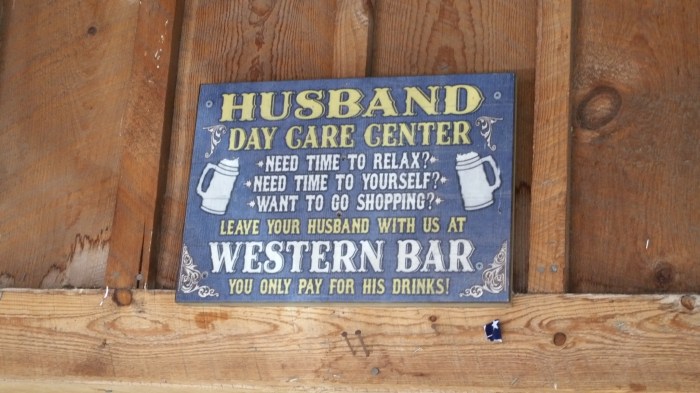 HUSBAND
DAY CARE CENTER
NEED TIME TO RELAX?
NEED TIME TO YOURSELF?
WANT TO GO SHOPPING?
LEAVE YOUR HUSBAND WITH US AT
WESTERN BAR
YOU ONLY PAY FOR HIS DRINKS!